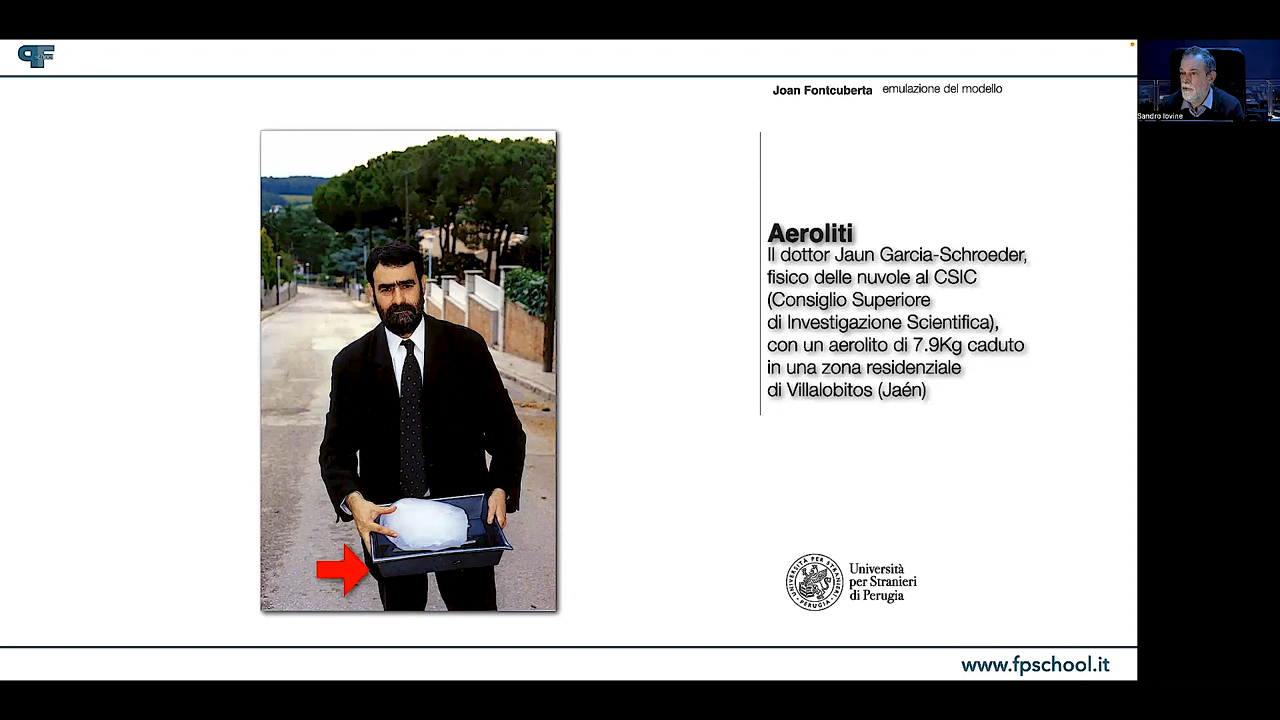 Joan Fontcuberta emulazione del modello
Sandro Iovine
Aeroliti
Il dottor Jaun Garcia-Schroeder,
fisico delle nuvole al CSIC
(Consiglio Superiore
di Investigazione Scientifica),
con un aerolito di 7.9Kg caduto
in una zona residenziale
di Villalobitos (Jaén)
Università
per Stranieri
di Perugia
www.fpschool.it